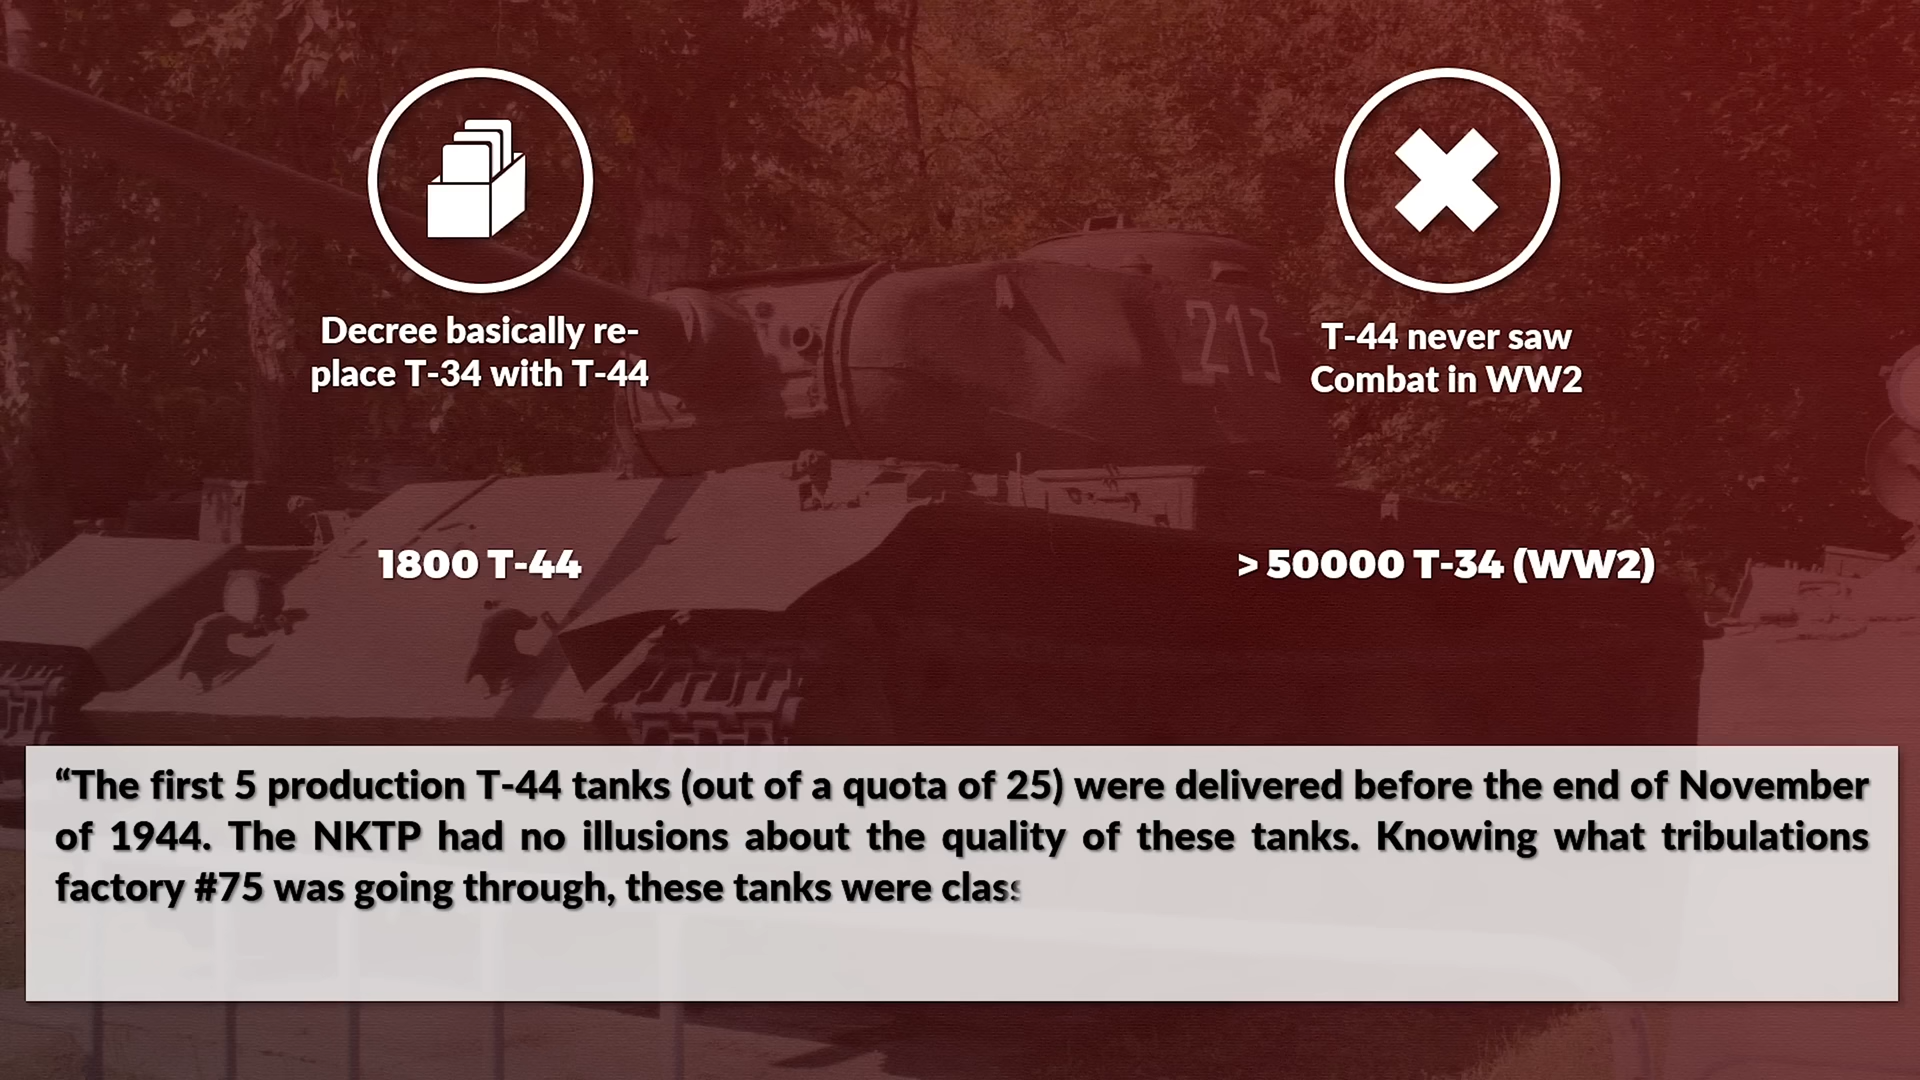 Decree basically re-
place T-34 with T-44
T-44 never saw
Combat in WW2
213
1800 T-44
> 50000 T-34 (WW2)
“The first 5 production T-44 tanks (out of a quota of 25) were delivered before the end of November
of 1944. The NKTP had no illusions about the quality of these tanks. Knowing what tribulations
factory #75 was going through, these tanks were class